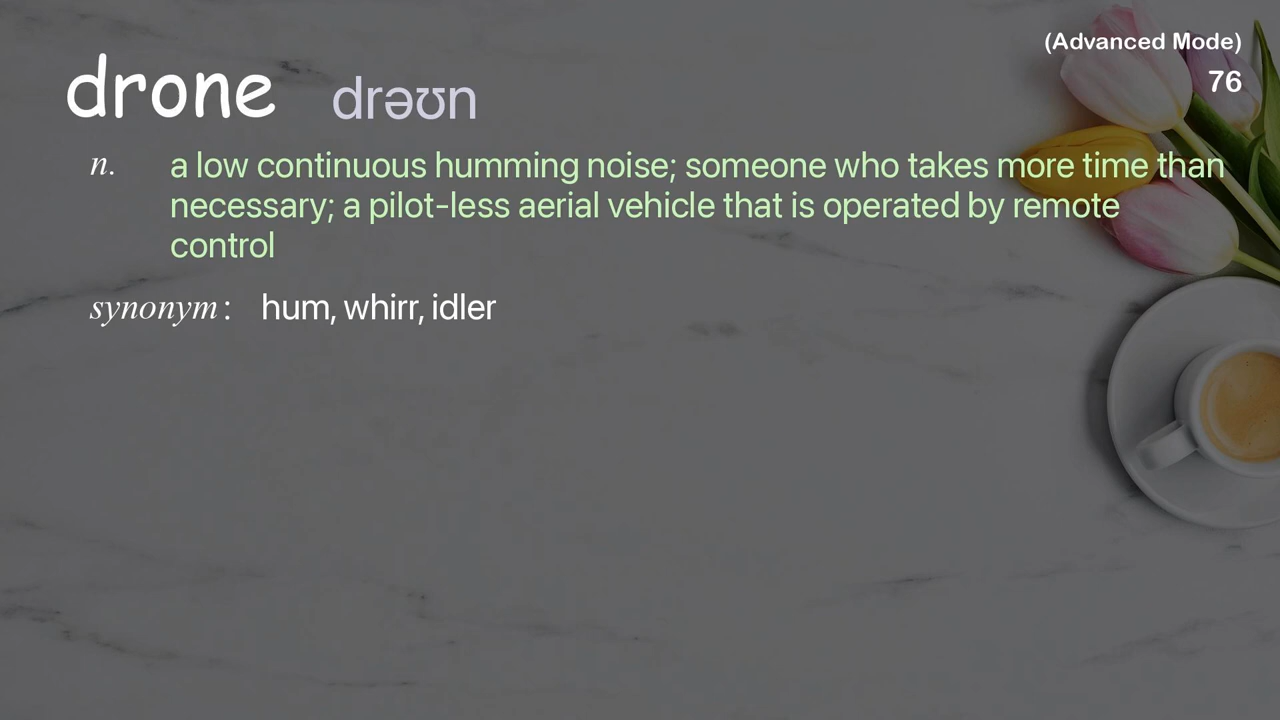 (Advanced Mode)
drone drəʊn
76
n. a low continuous humming noise; someone who takes more time than
necessary; a pilot-less aerial vehicle that is operated by remote
control
synonym: hum, whirr, idler